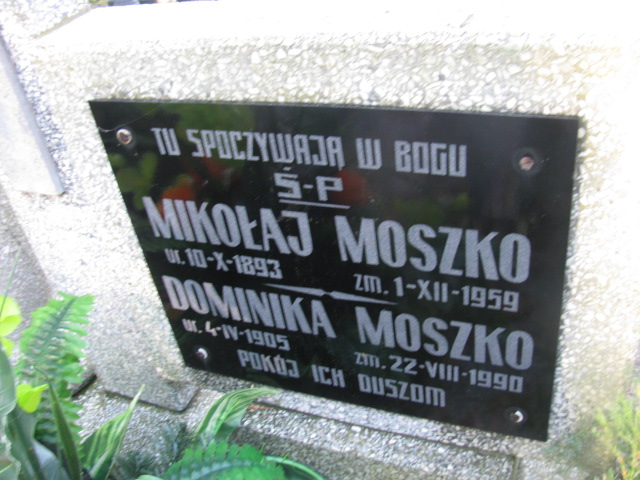 TU SPOCZYWAJĄ W BOGU
Ś-P
MIKOŁAJ MOSZKO
ur. 10-X-1893 zm. 1-XII-1959
DOMINIKA MOSZKO
ur. 4-IV-1905 zm. 22-VIII-1990
POKÓJ ICH DUSZOM